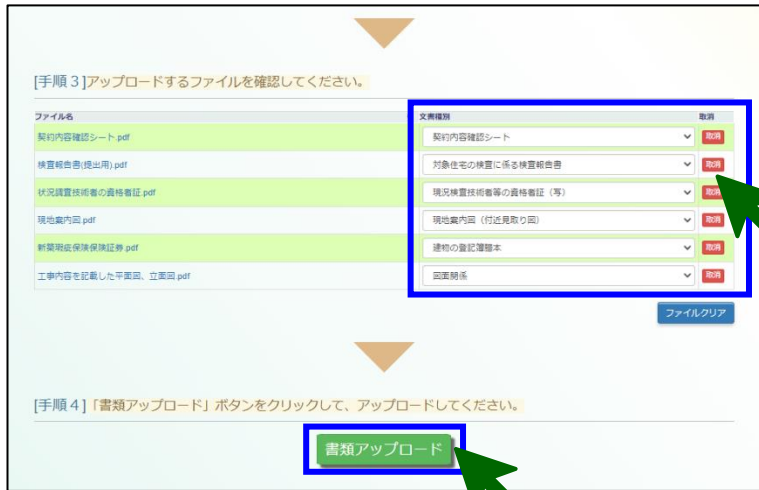 [手順３]アップロードするファイルを確認してください。
ファイル名 文書種別 取消
契約内容確認シート.pdf 契約内容確認シート 取消
検査報告書(提出用).pdf 対象住宅の検査に係る検査報告書 取消
状況調査技術者の資格者証.pdf 現況検査技術者等の資格者証（写） 取消
現地案内図.pdf 現地案内図（付近見取り図） 取消
新築瑕疵保険保険証券.pdf 建物の登記簿謄本 取消
工事内容を記載した平面図、立面図.pdf 図面関係 取消
ファイルクリア
[手順４]「書類アップロード」ボタンをクリックして、アップロードしてください。
書類アップロード